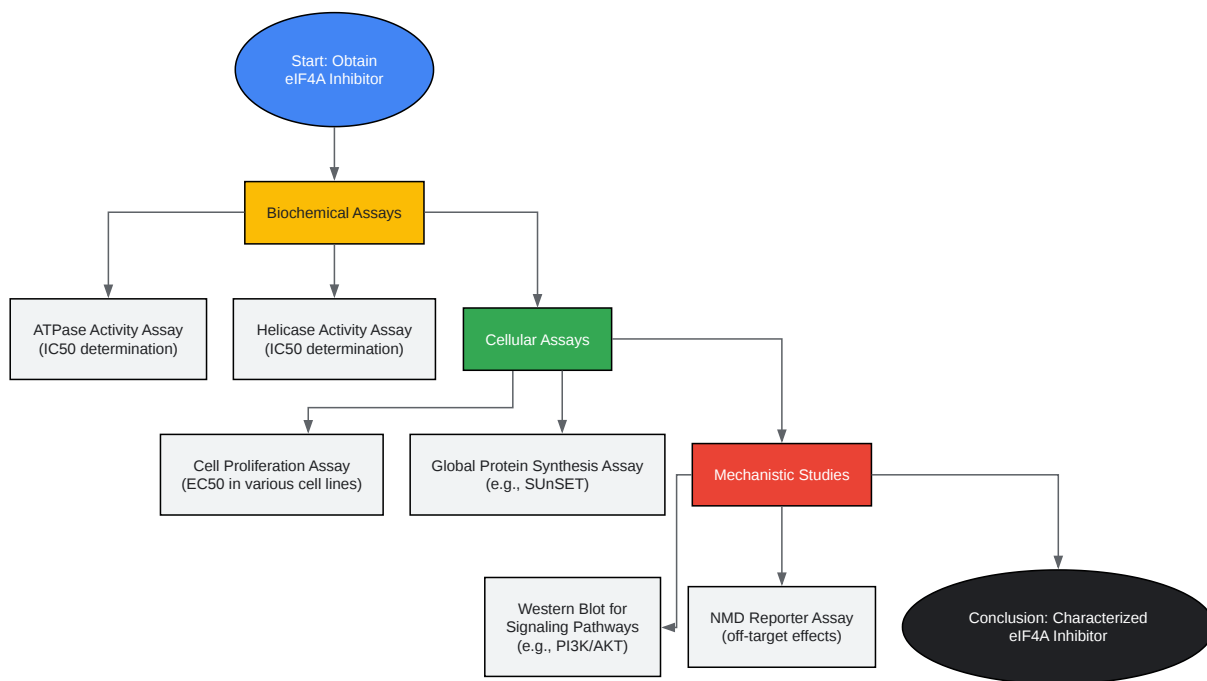 Start: Obtain
eIF4A Inhibitor
Biochemical Assays
ATPase Activity Assay
(IC50 determination)
Helicase Activity Assay
(IC50 determination)
Cellular Assays
Cell Proliferation Assay
(EC50 in various cell lines)
Global Protein Synthesis Assay
(e.g., SUnSET)
Mechanistic Studies
Western Blot for
Signaling Pathways
(e.g., PI3K/AKT)
NMD Reporter Assay
(off-target effects)
Conclusion: Characterized
eIF4A Inhibitor